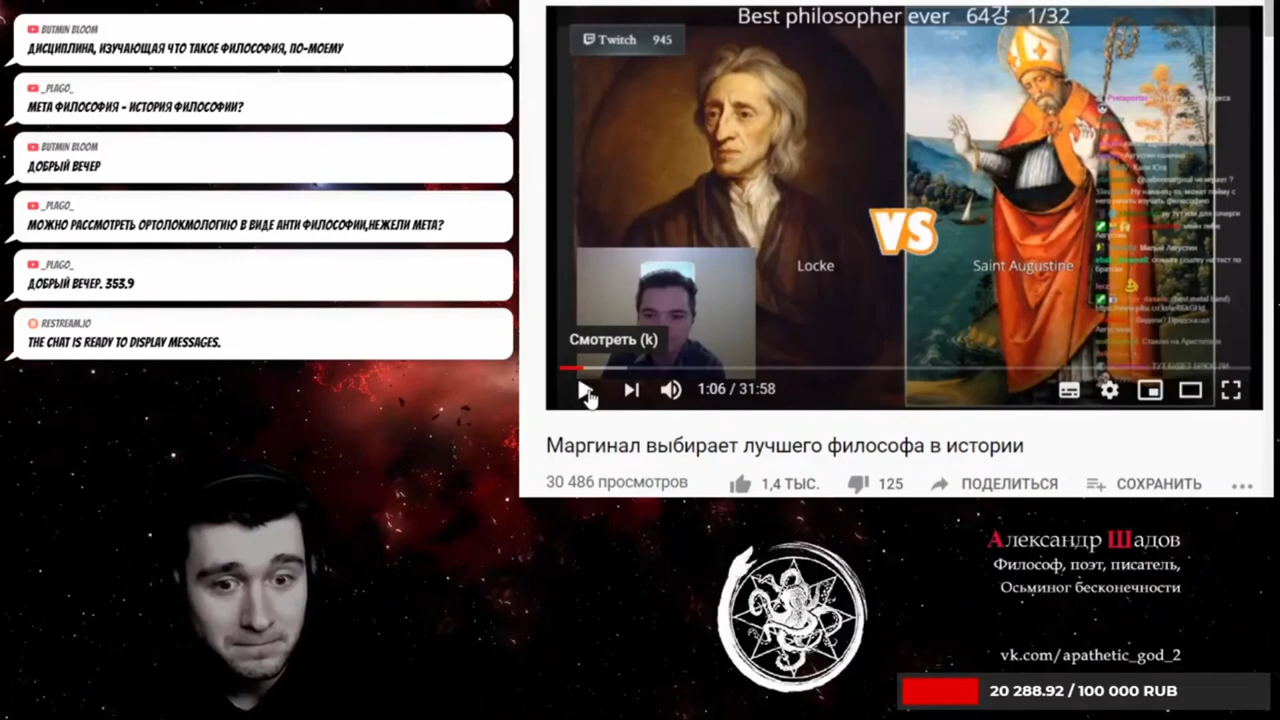 BUTMIN BLOOM
ДИСЦИПЛИНА, ИЗУЧАЮЩАЯ ЧТО ТАКОЕ ФИЛОСОФИЯ, ПО-МОЕМУ
_PLAGO_
МЕТА ФИЛОСОФИЯ - ИСТОРИЯ ФИЛОСОФИИ?
BUTMIN BLOOM
ДОБРЫЙ ВЕЧЕР
_PLAGO_
МОЖНО РАССМОТРЕТЬ ОРТОЛОКМОЛОГИЮ В ВИДЕ АНТИ ФИЛОСОФИИ,НЕЖЕЛИ МЕТА?
_PLAGO_
ДОБРЫЙ ВЕЧЕР. 353.9
RESTREAM.IO
THE CHAT IS READY TO DISPLAY MESSAGES.
Best philosopher ever 64강 1/32
Twitch 945
VS
Locke
Saint Augustine
Смотреть (k)
1:06 / 31:58
Маргинал выбирает лучшего философа в истории
30 486 просмотров
1,4 ТЫС.
125
ПОДЕЛИТЬСЯ
СОХРАНИТЬ
Александр Шадов
Философ, поэт, писатель,
Осьминог бесконечности
vk.com/apathetic_god_2
20 288.92 / 100 000 RUB